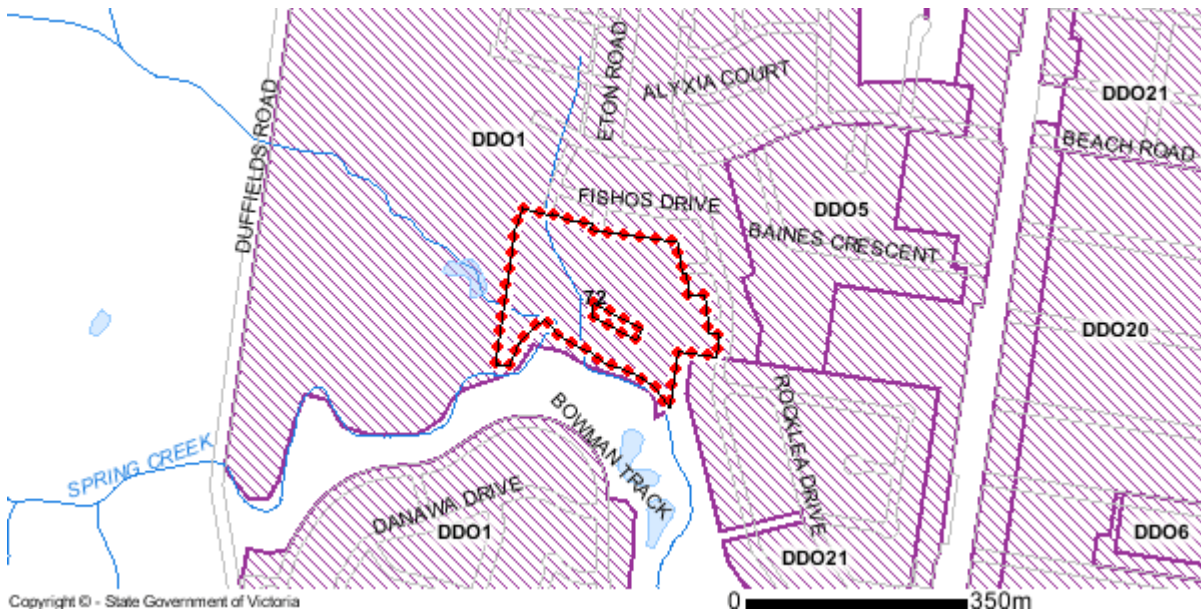 DDO21
ETON ROAD
ALYXIA COURT
DUFFIELDS ROAD
DDO1
BEACH ROAD
FISHOS DRIVE
DDO5
BAINES CRESCENT
72
DDO20
ROCKLEA DRIVE
BOWMAN TRACK
SPRING CREEK
DANAWA DRIVE
DDO1
DDO6
DDO21
Copyright © - State Government of Victoria
0 350m